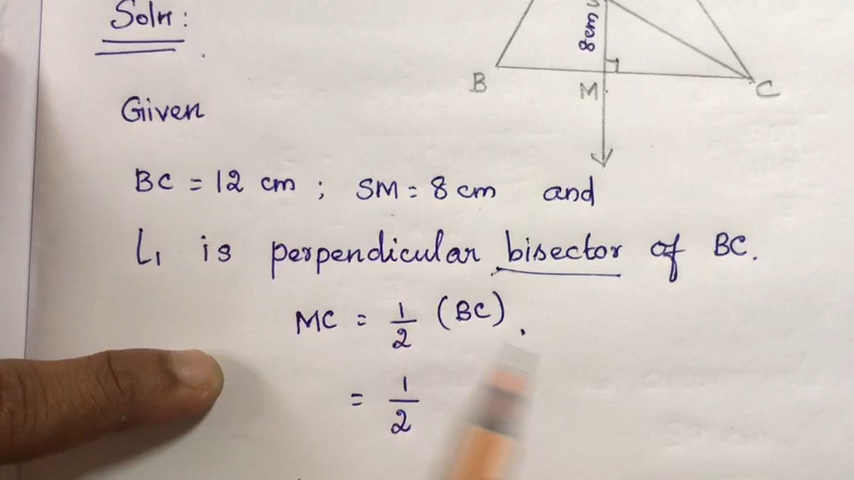 Soln:
8cm
B
M
C
Given
BC = 12 cm ; SM = 8 cm and
L₁ is perpendicular bisector of BC.
MC = 1/2 (BC).
= 1/2